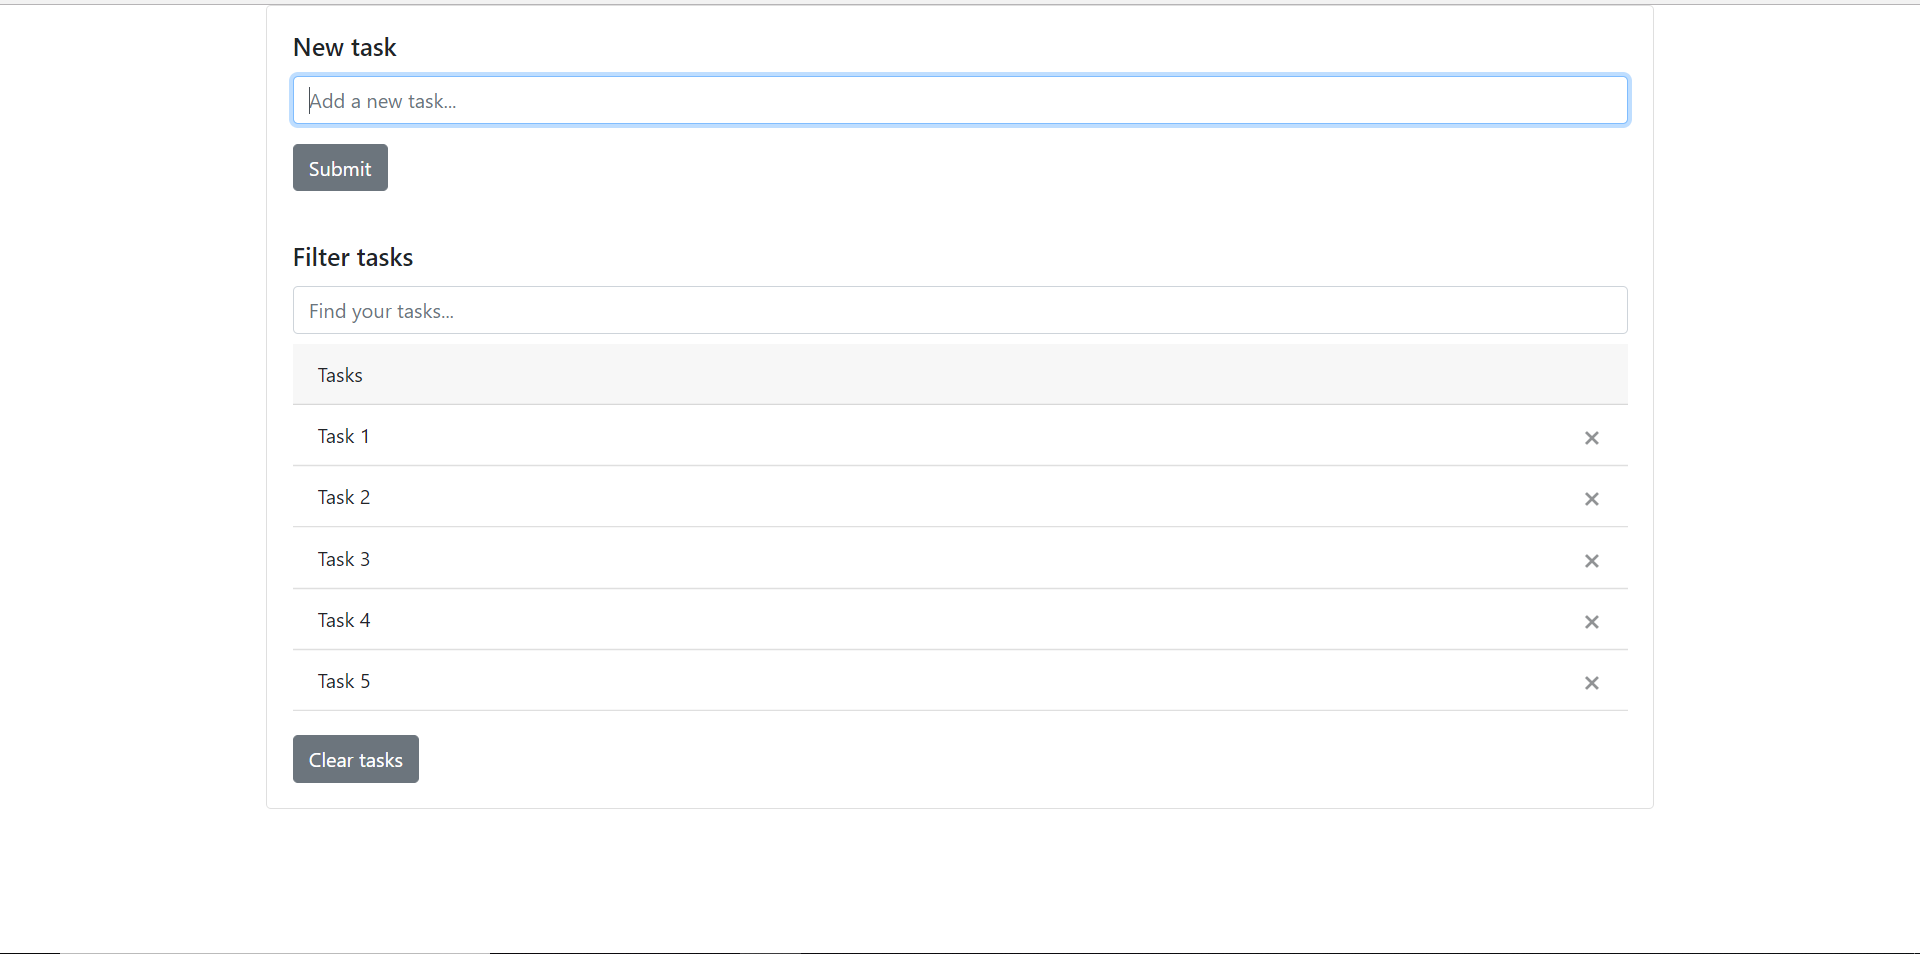 New task
Add a new task...
Submit
Filter tasks
Find your tasks...
Tasks
Task 1
Task 2
Task 3
Task 4
Task 5
Clear tasks